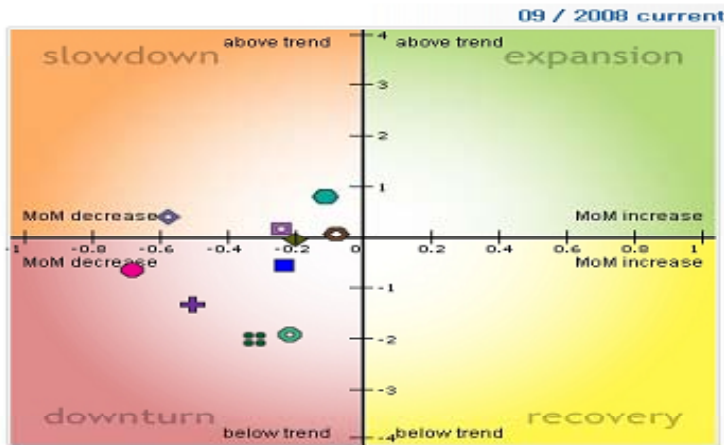 09 / 2008 current
slowdown above trend 4 above trend expansion
3
2
1
MoM decrease MoM increase
-1 -0.8 -0.6 -0.4 -0.2 0 0.2 0.4 0.6 0.8 1
MoM decrease MoM increase
-1
-2
-3
downturn recovery
below trend -4 below trend